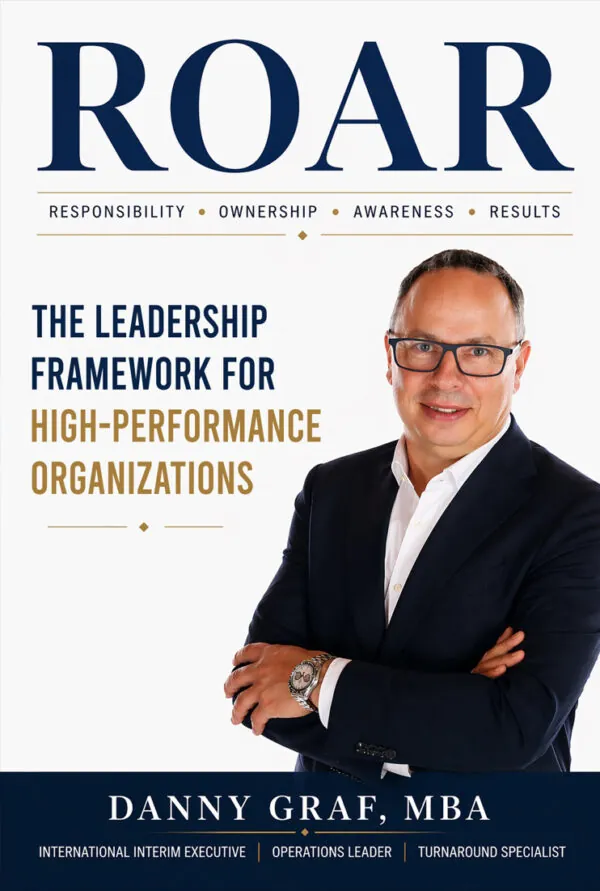 ROAR
RESPONSIBILITY • OWNERSHIP • AWARENESS • RESULTS
THE LEADERSHIP
FRAMEWORK FOR
HIGH-PERFORMANCE
ORGANIZATIONS
DANNY GRAF, MBA
INTERNATIONAL INTERIM EXECUTIVE | OPERATIONS LEADER | TURNAROUND SPECIALIST